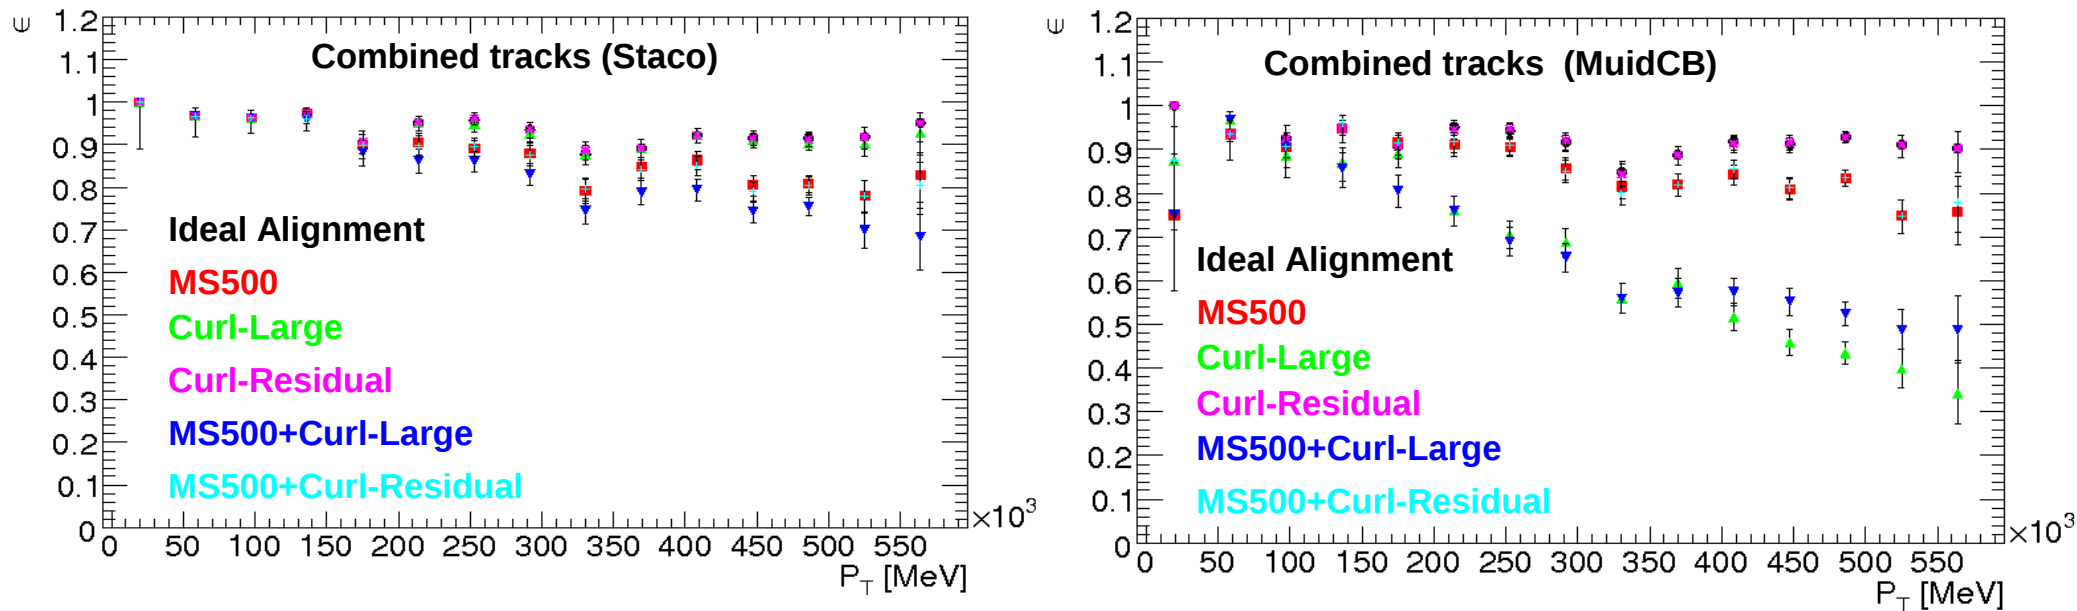 ϵ
1.2
Combined tracks (Staco)
1.1
1
0.9
0.8
0.7
0.6
0.5
0.4
0.3
0.2
0.1
0
Ideal Alignment
MS500
Curl-Large
Curl-Residual
MS500+Curl-Large
MS500+Curl-Residual
0 50 100 150 200 250 300 350 400 450 500 550
×10³
P_T [MeV]
ϵ
1.2
Combined tracks (MuidCB)
1.1
1
0.9
0.8
0.7
0.6
0.5
0.4
0.3
0.2
0.1
0
Ideal Alignment
MS500
Curl-Large
Curl-Residual
MS500+Curl-Large
MS500+Curl-Residual
0 50 100 150 200 250 300 350 400 450 500 550
×10³
P_T [MeV]